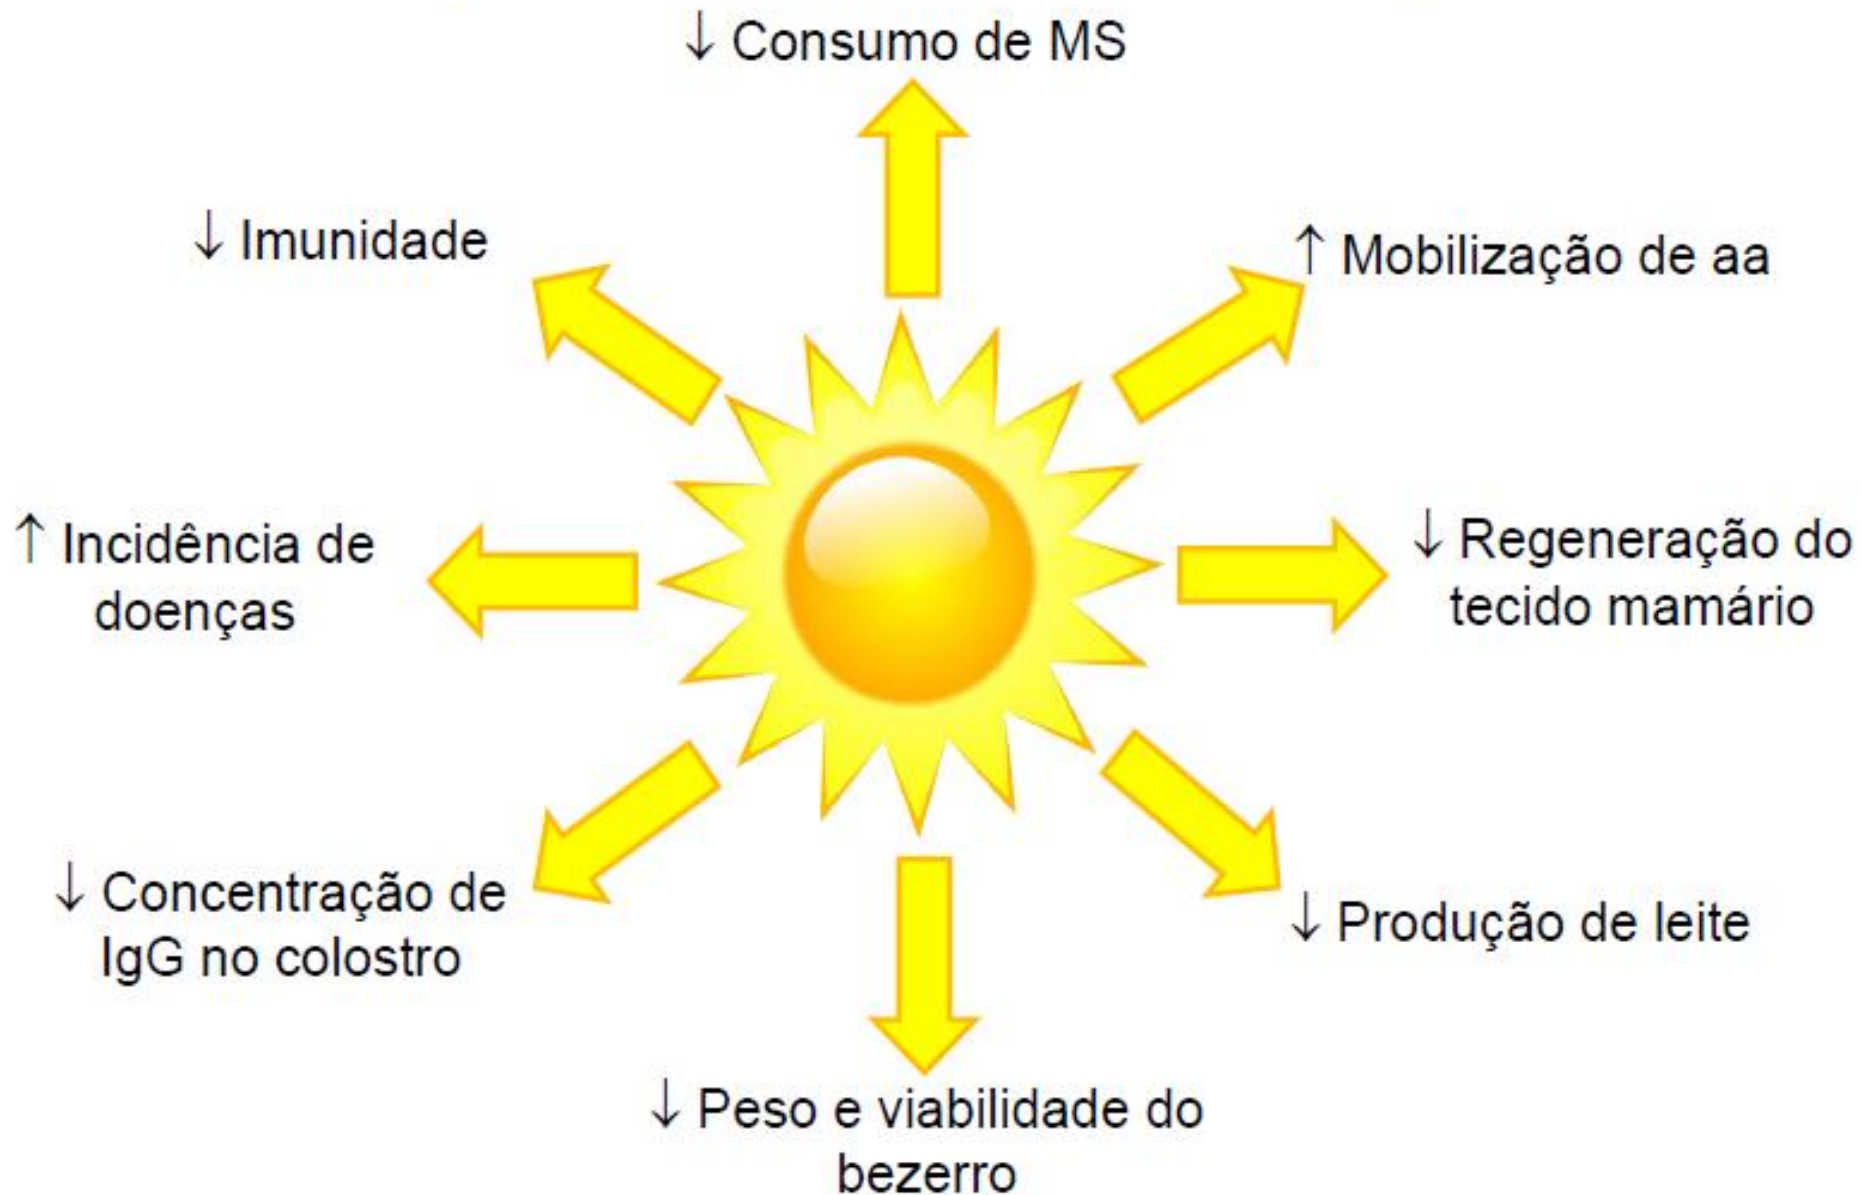 ↓ Consumo de MS
↓ Imunidade
↑ Mobilização de aa
↑ Incidência de
doenças
↓ Regeneração do
tecido mamário
↓ Concentração de
IgG no colostro
↓ Produção de leite
↓ Peso e viabilidade do
bezerro